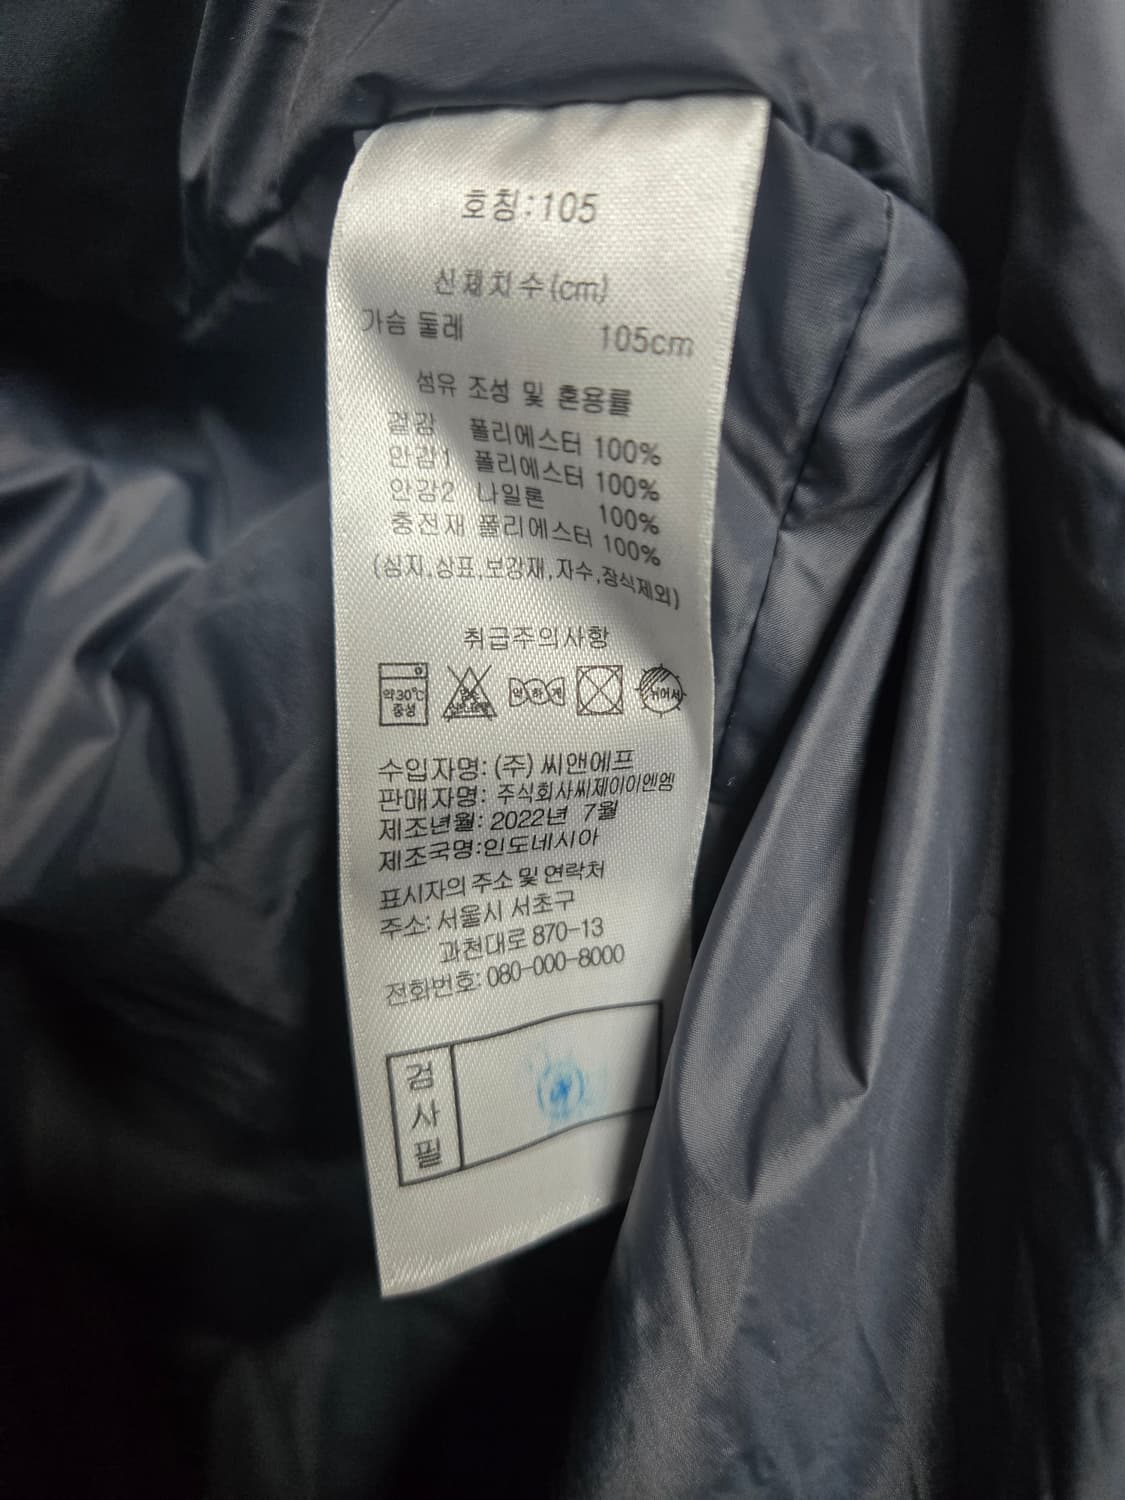 호칭:105
신체치수(cm)
가슴 둘레 105cm
섬유 조성 및 혼용률
겉감 폴리에스터 100%
안감1 폴리에스터 100%
안감2 나일론 100%
충전재 폴리에스터 100%
(심지,상표,보강재,자수,장식제외)
취급주의사항
약30℃
중성
약하게
뉘어서
수입자명: (주) 씨앤에프
판매자명: 주식회사씨제이이엔엠
제조년월: 2022년 7월
제조국명:인도네시아
표시자의 주소 및 연락처
주소: 서울시 서초구
과천대로 870-13
전화번호: 080-000-8000
검
사
필